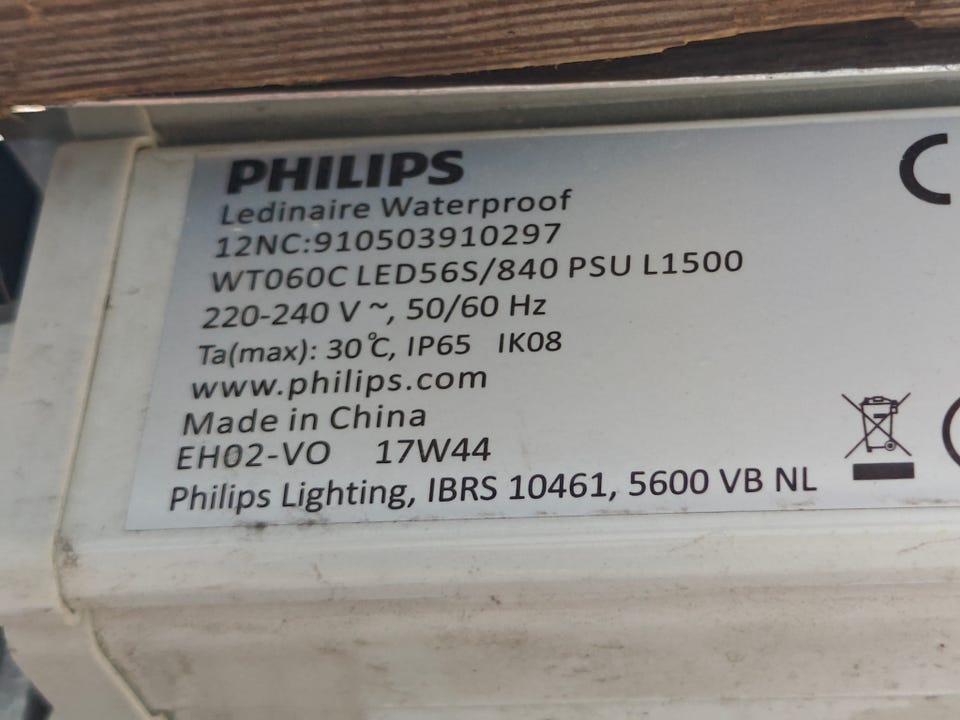 PHILIPS
Ledinaire Waterproof
12NC:910503910297
WT060C LED56S/840 PSU L1500
220-240 V ~, 50/60 Hz
Ta(max): 30℃, IP65 IK08
www.philips.com
Made in China
EH02-VO 17W44
Philips Lighting, IBRS 10461, 5600 VB NL